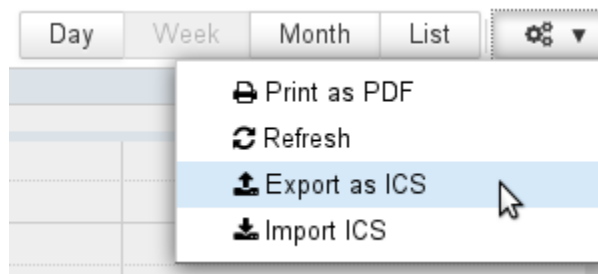 Day Week Month List
Print as PDF
Refresh
Export as ICS
Import ICS